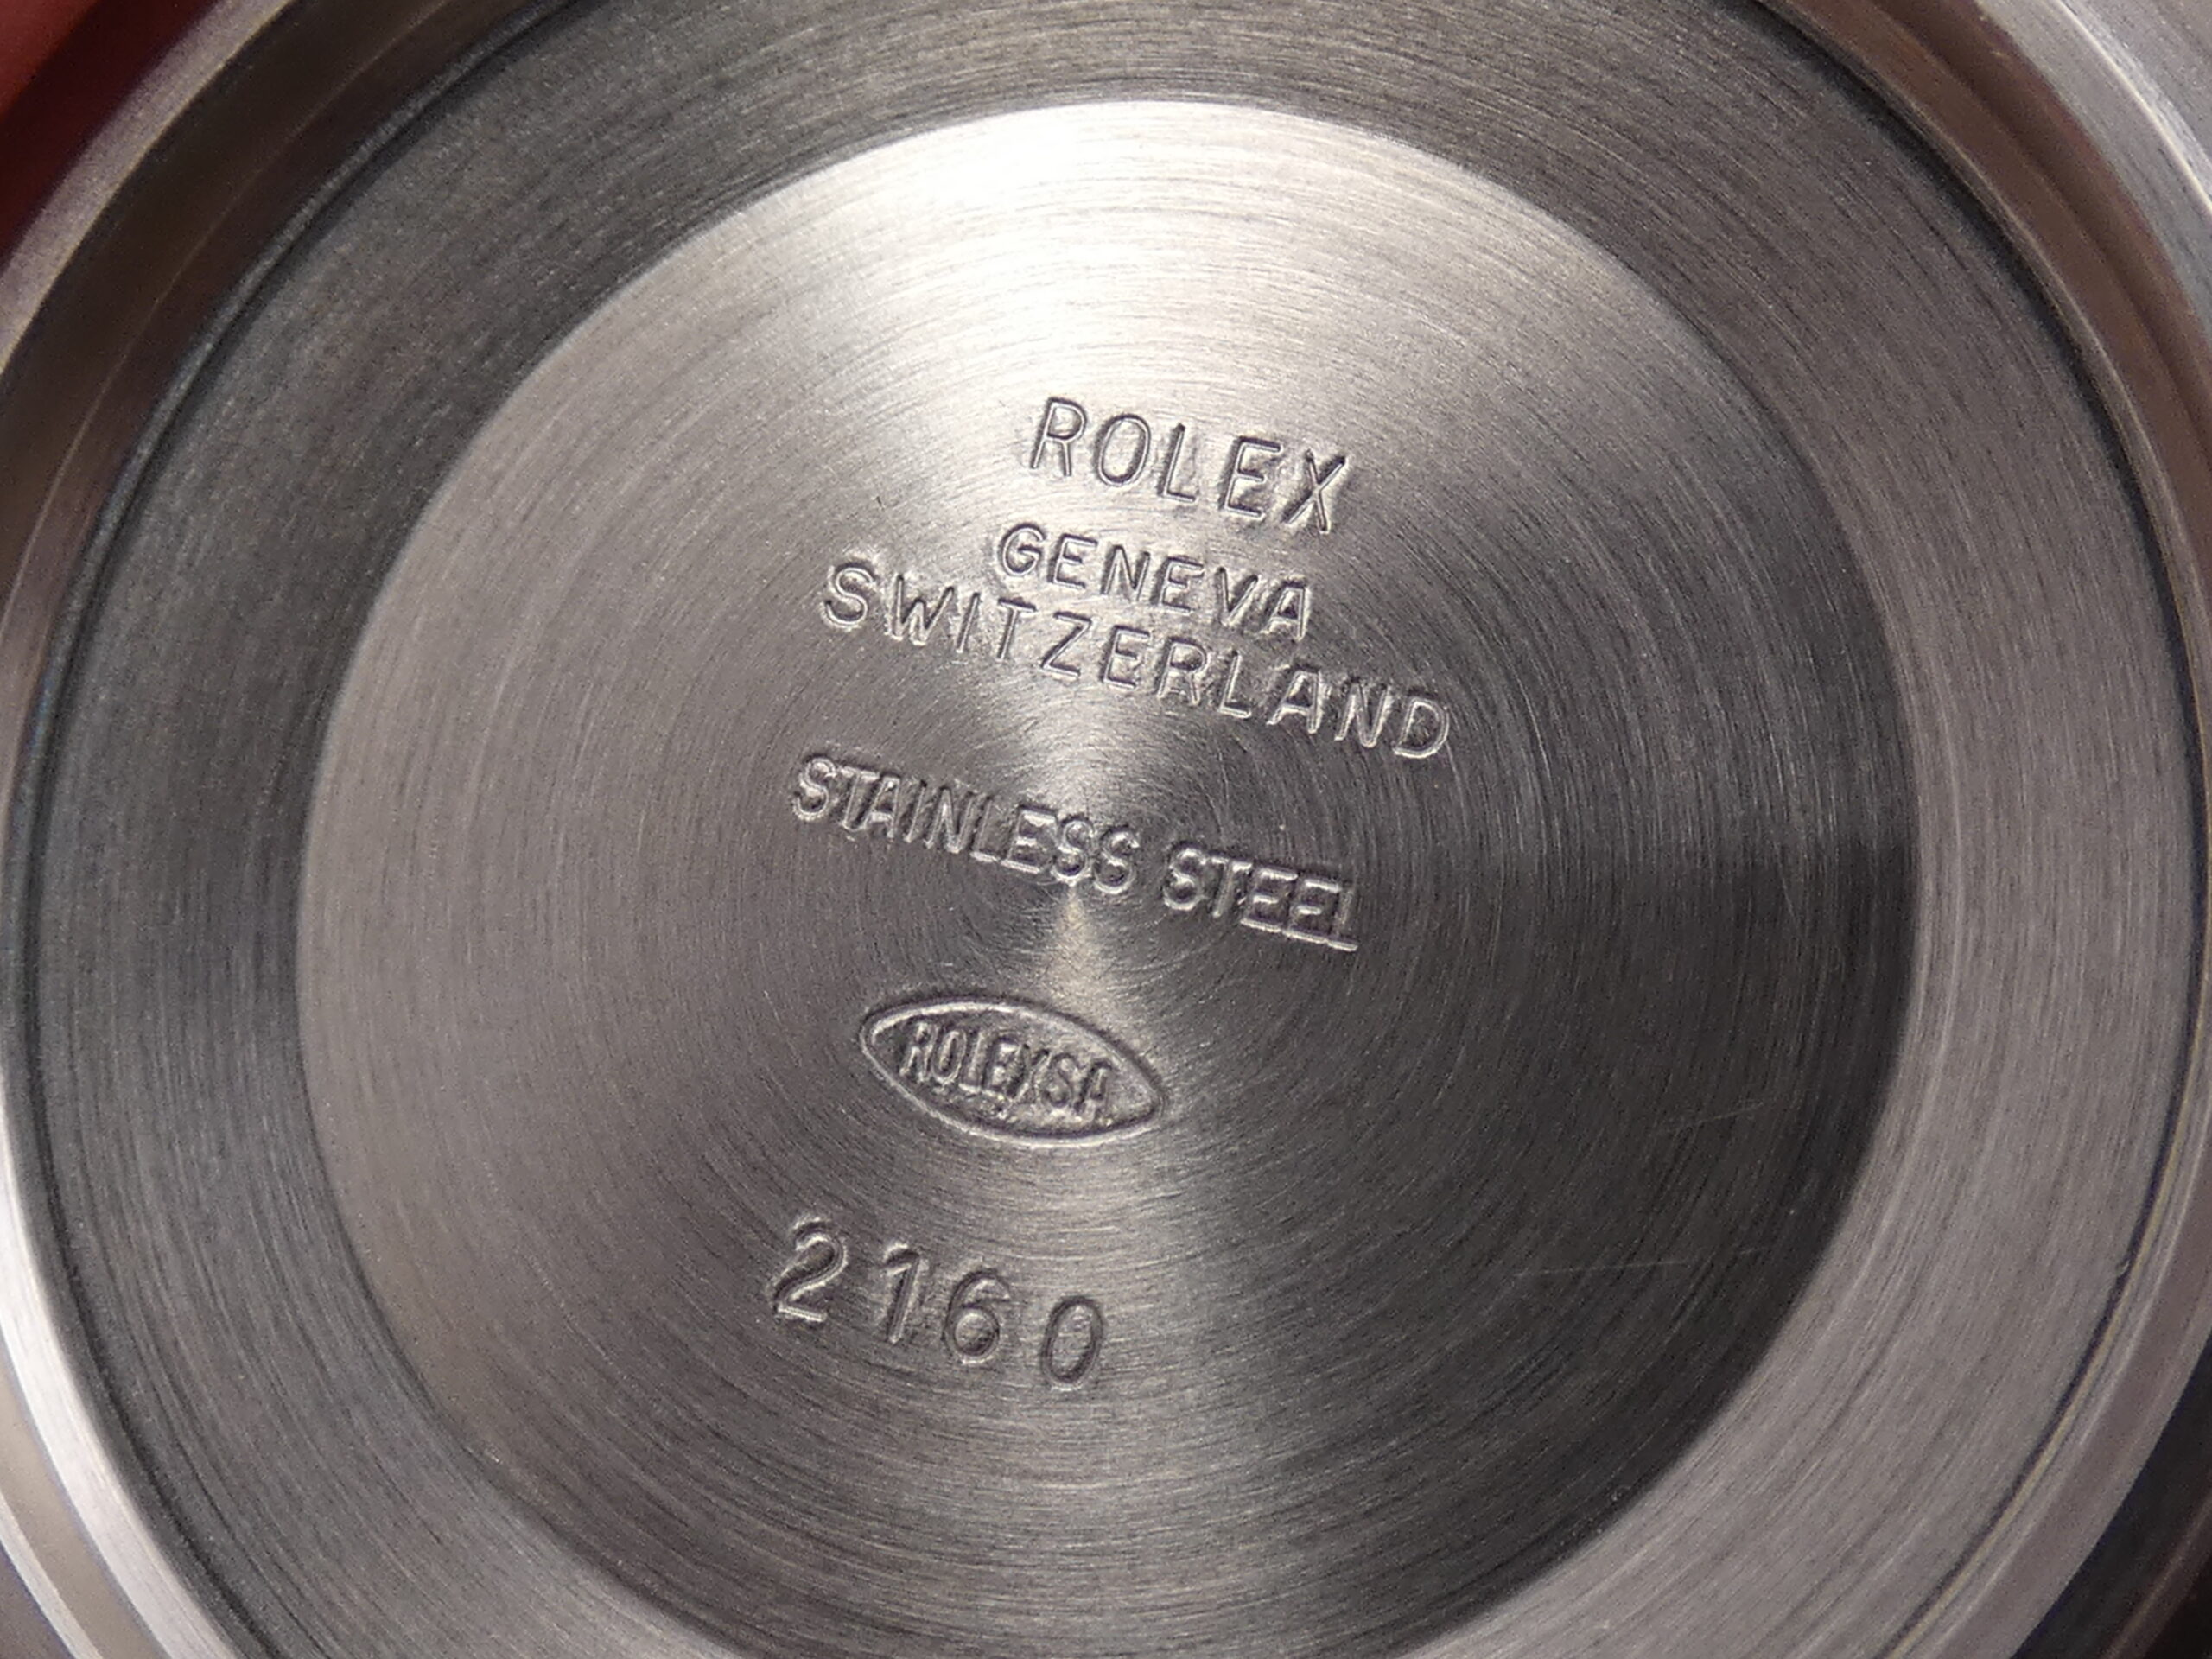 ROLEX
GENEVA
SWITZERLAND
STAINLESS STEEL
ROLEXSA
2160